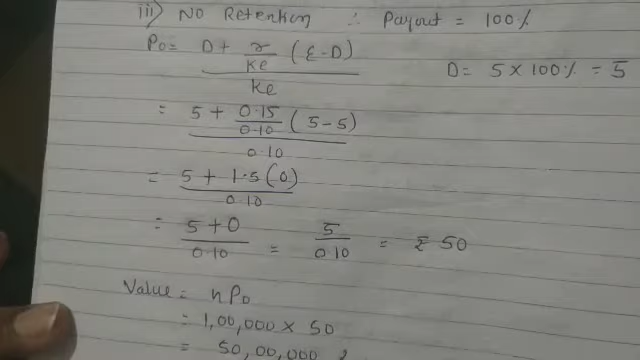 iii) No Retention ∴ Payout = 100%
P0 = D + r/ke (E-D) / ke
D = 5 × 100% = 5
= 5 + 0.15/0.10 (5-5) / 0.10
= 5 + 1.5(0) / 0.10
= 5+0 / 0.10 = 5 / 0.10 = ₹ 50
Value = nP0
= 1,00,000 × 50
= 50,00,000